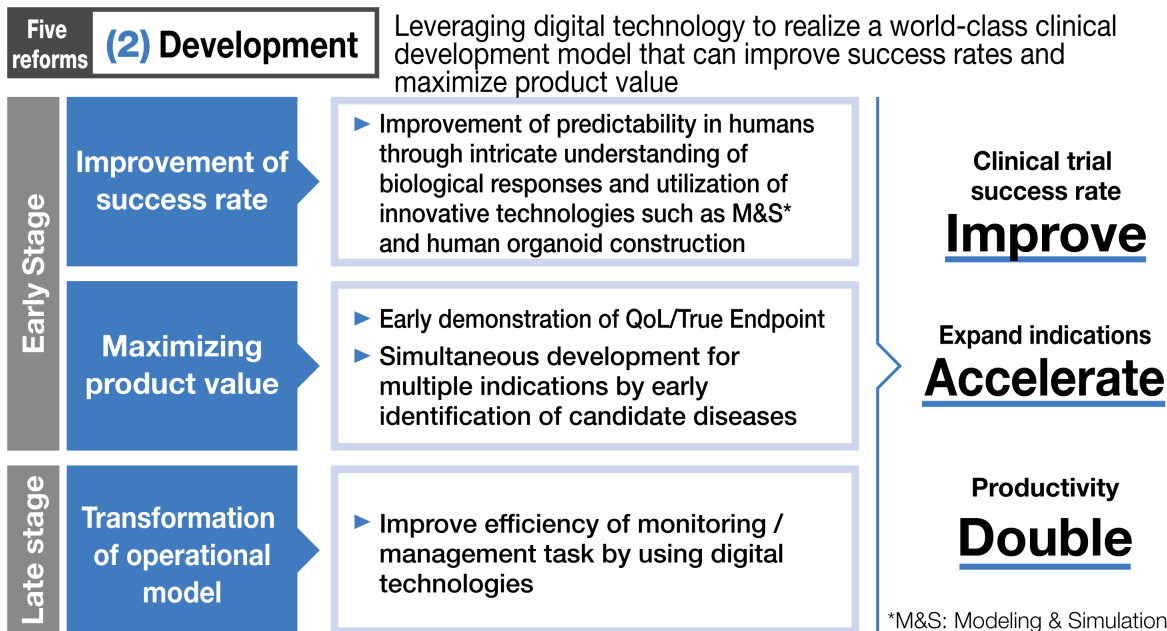 Five
reforms
(2) Development
Leveraging digital technology to realize a world-class clinical
development model that can improve success rates and
maximize product value
Early Stage
Improvement of
success rate
► Improvement of predictability in humans
through intricate understanding of
biological responses and utilization of
innovative technologies such as M&S*
and human organoid construction
Maximizing
product value
► Early demonstration of QoL/True Endpoint
► Simultaneous development for
multiple indications by early
identification of candidate diseases
Late stage
Transformation
of operational
model
► Improve efficiency of monitoring /
management task by using digital
technologies
Clinical trial
success rate
Improve
Expand indications
Accelerate
Productivity
Double
*M&S: Modeling & Simulation